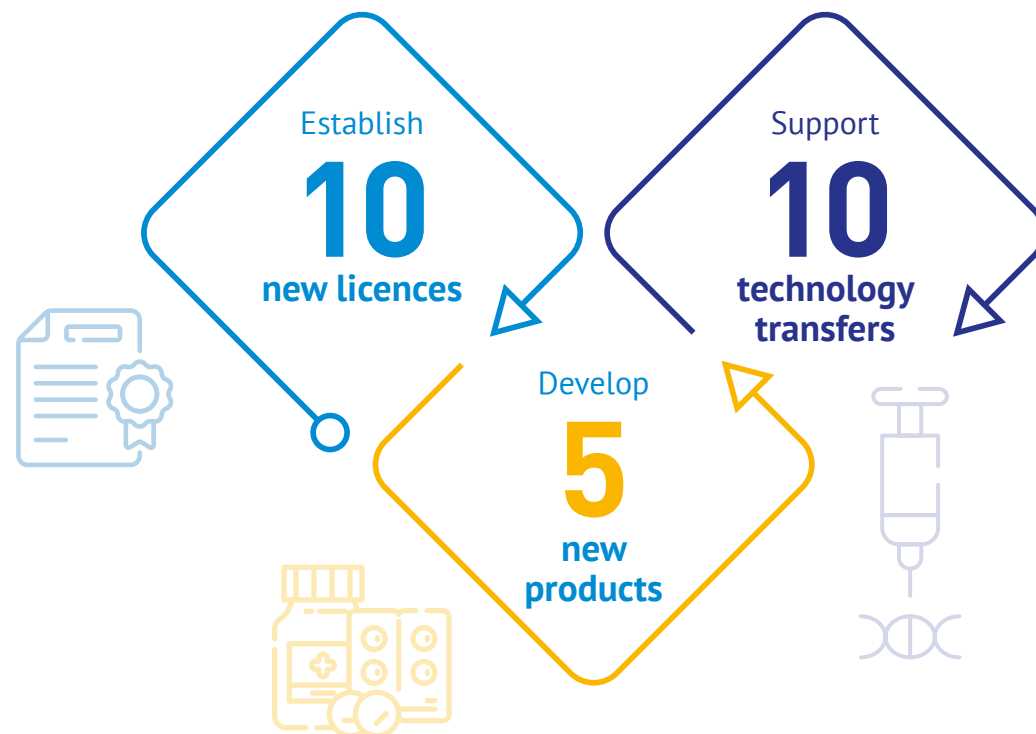 Establish
10
new licences
Support
10
technology
transfers
Develop
5
new
products